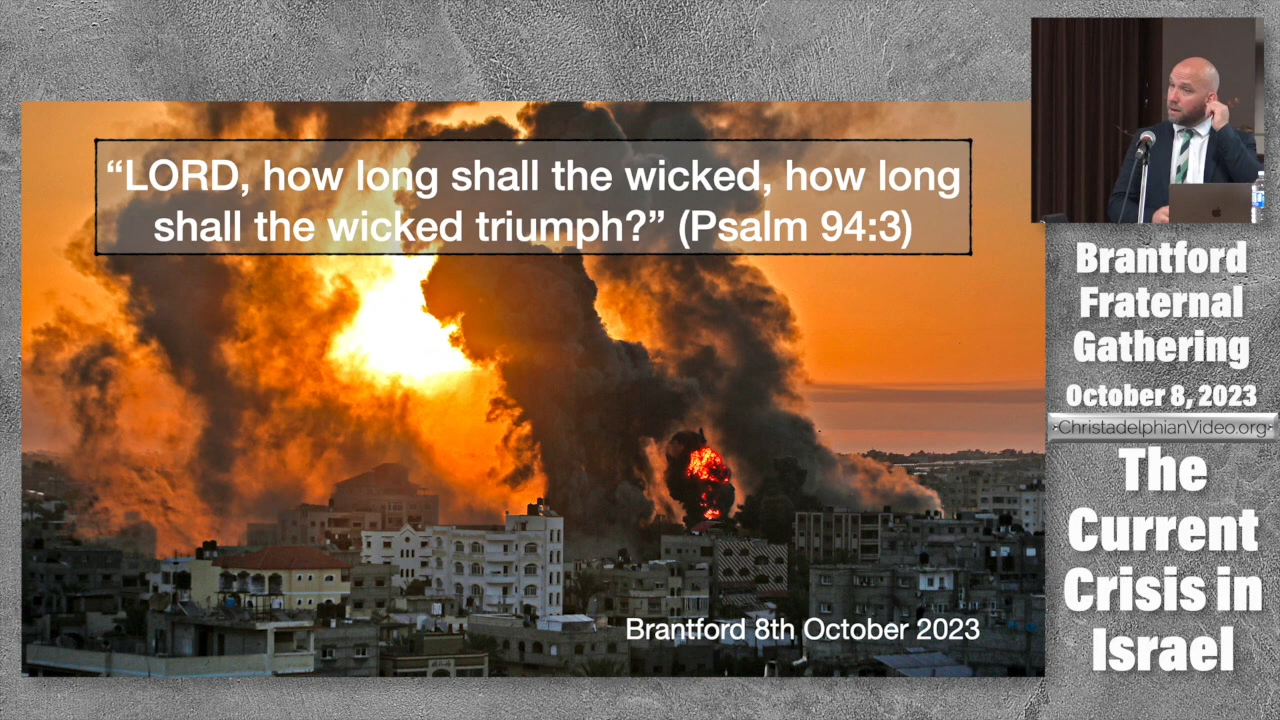 “LORD, how long shall the wicked, how long
shall the wicked triumph?” (Psalm 94:3)
Brantford 8th October 2023
Brantford
Fraternal
Gathering
October 8, 2023
ChristadelphianVideo.org
The
Current
Crisis in
Israel